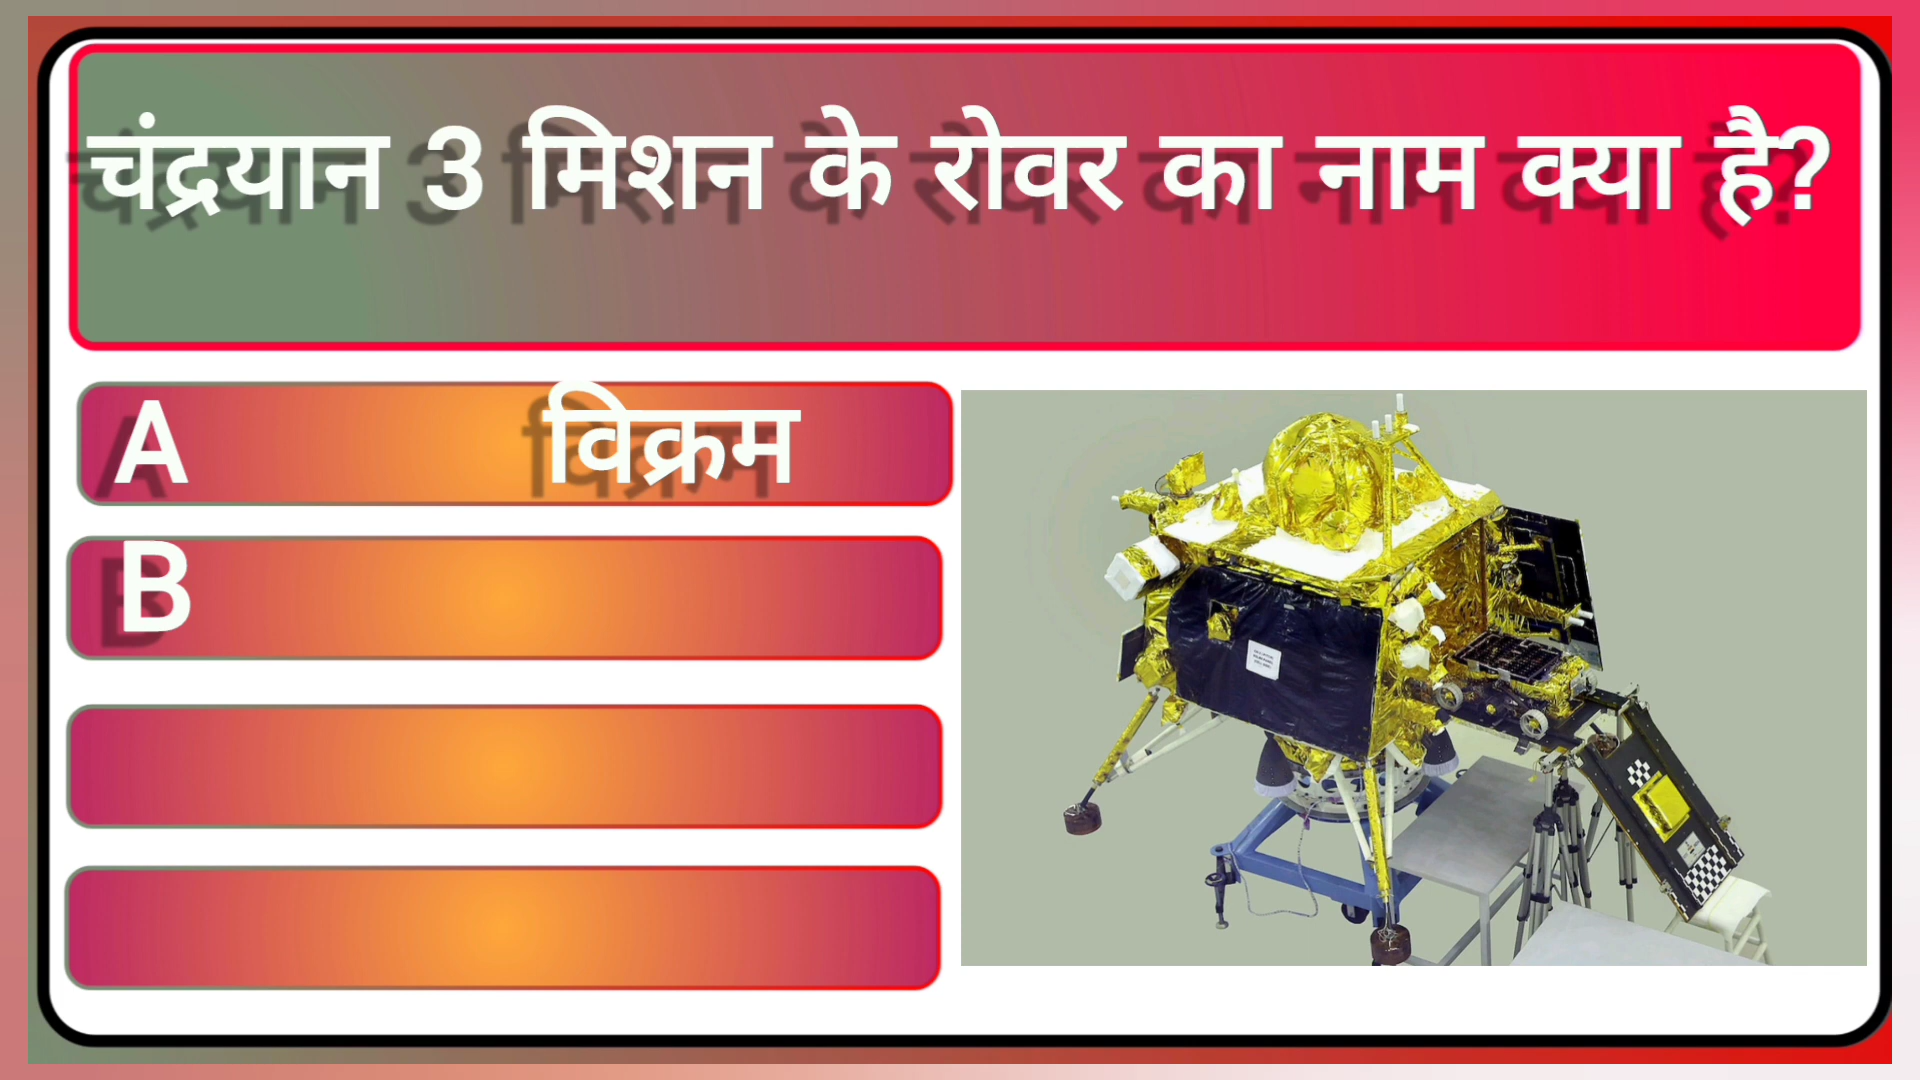 चंद्रयान 3 मिशन के रोवर का नाम क्या है?
A विक्रम
B